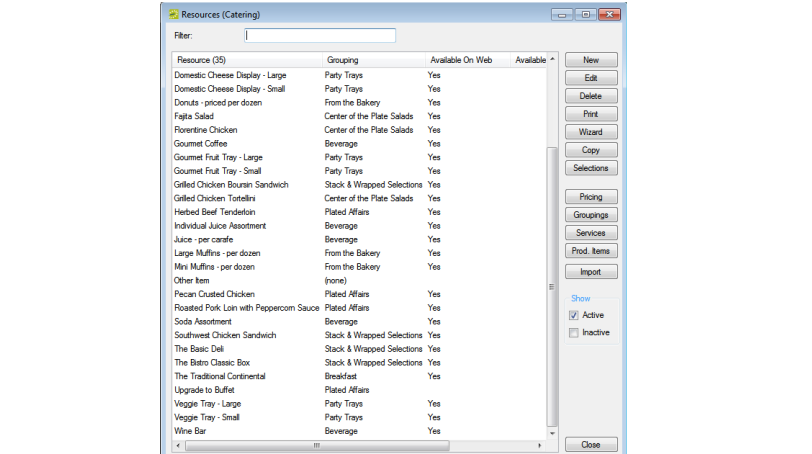 Resources (Catering)
Filter:
Resource (35) Grouping Available On Web Available
Domestic Cheese Display - Large Party Trays Yes
Domestic Cheese Display - Small Party Trays Yes
Donuts - priced per dozen From the Bakery Yes
Fajita Salad Center of the Plate Salads Yes
Florentine Chicken Center of the Plate Salads Yes
Gourmet Coffee Beverage Yes
Gourmet Fruit Tray - Large Party Trays Yes
Gourmet Fruit Tray - Small Party Trays Yes
Grilled Chicken Boursin Sandwich Stack & Wrapped Selections Yes
Grilled Chicken Tortellini Center of the Plate Salads Yes
Herbed Beef Tenderloin Plated Affairs Yes
Individual Juice Assortment Beverage Yes
Juice - per carafe Beverage Yes
Large Muffins - per dozen From the Bakery Yes
Mini Muffins - per dozen From the Bakery Yes
Other Item (none)
Pecan Crusted Chicken Plated Affairs Yes
Roasted Pork Loin with Peppercorn Sauce Plated Affairs Yes
Soda Assortment Beverage Yes
Southwest Chicken Sandwich Stack & Wrapped Selections Yes
The Basic Deli Stack & Wrapped Selections Yes
The Bistro Classic Box Stack & Wrapped Selections Yes
The Traditional Continental Breakfast Yes
Upgrade to Buffet Plated Affairs
Veggie Tray - Large Party Trays Yes
Veggie Tray - Small Party Trays Yes
Wine Bar Beverage Yes
New
Edit
Delete
Print
Wizard
Copy
Selections
Pricing
Groupings
Services
Prod. Items
Import
Show
Active
Inactive
Close